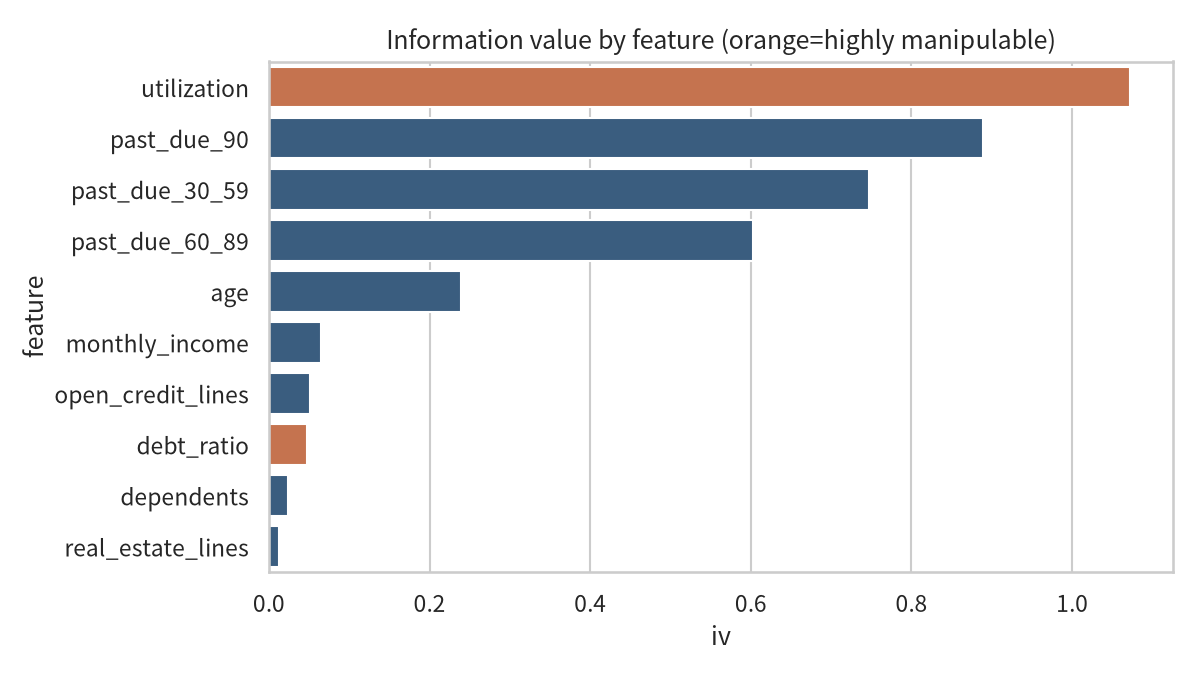 Information value by feature (orange=highly manipulable)
feature
utilization
past_due_90
past_due_30_59
past_due_60_89
age
monthly_income
open_credit_lines
debt_ratio
dependents
real_estate_lines
0.0 0.2 0.4 0.6 0.8 1.0
iv